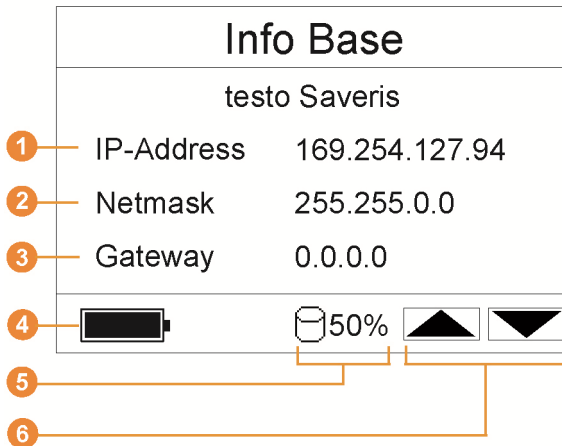 Info Base
testo Saveris
1 IP-Address 169.254.127.94
2 Netmask 255.255.0.0
3 Gateway 0.0.0.0
4 50%
5
6